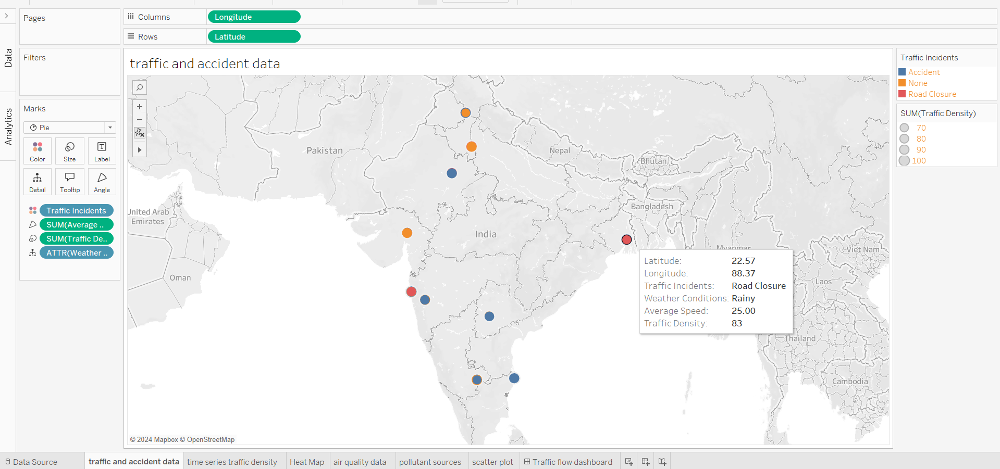 Pages
Columns
Longitude
Rows
Latitude
Data
Analytics
Filters
Marks
Pie
Color
Size
Label
Detail
Tooltip
Angle
Traffic Incidents
SUM(Average ..
SUM(Traffic De..
ATTR(Weather ..
traffic and accident data
Pakistan
Nepal
Bhutan
United Arab
Emirates
Bangladesh
India
Myanmar
Viet Nam
Oman
Laos
Thailand
Cambodia
Latitude: 22.57
Longitude: 88.37
Traffic Incidents: Road Closure
Weather Conditions: Rainy
Average Speed: 25.00
Traffic Density: 83
© 2024 Mapbox © OpenStreetMap
Traffic Incidents
Accident
None
Road Closure
SUM(Traffic Density)
70
80
90
100
Data Source
traffic and accident data
time series traffic density
Heat Map
air quality data
pollutant sources
scatter plot
Traffic flow dashboard